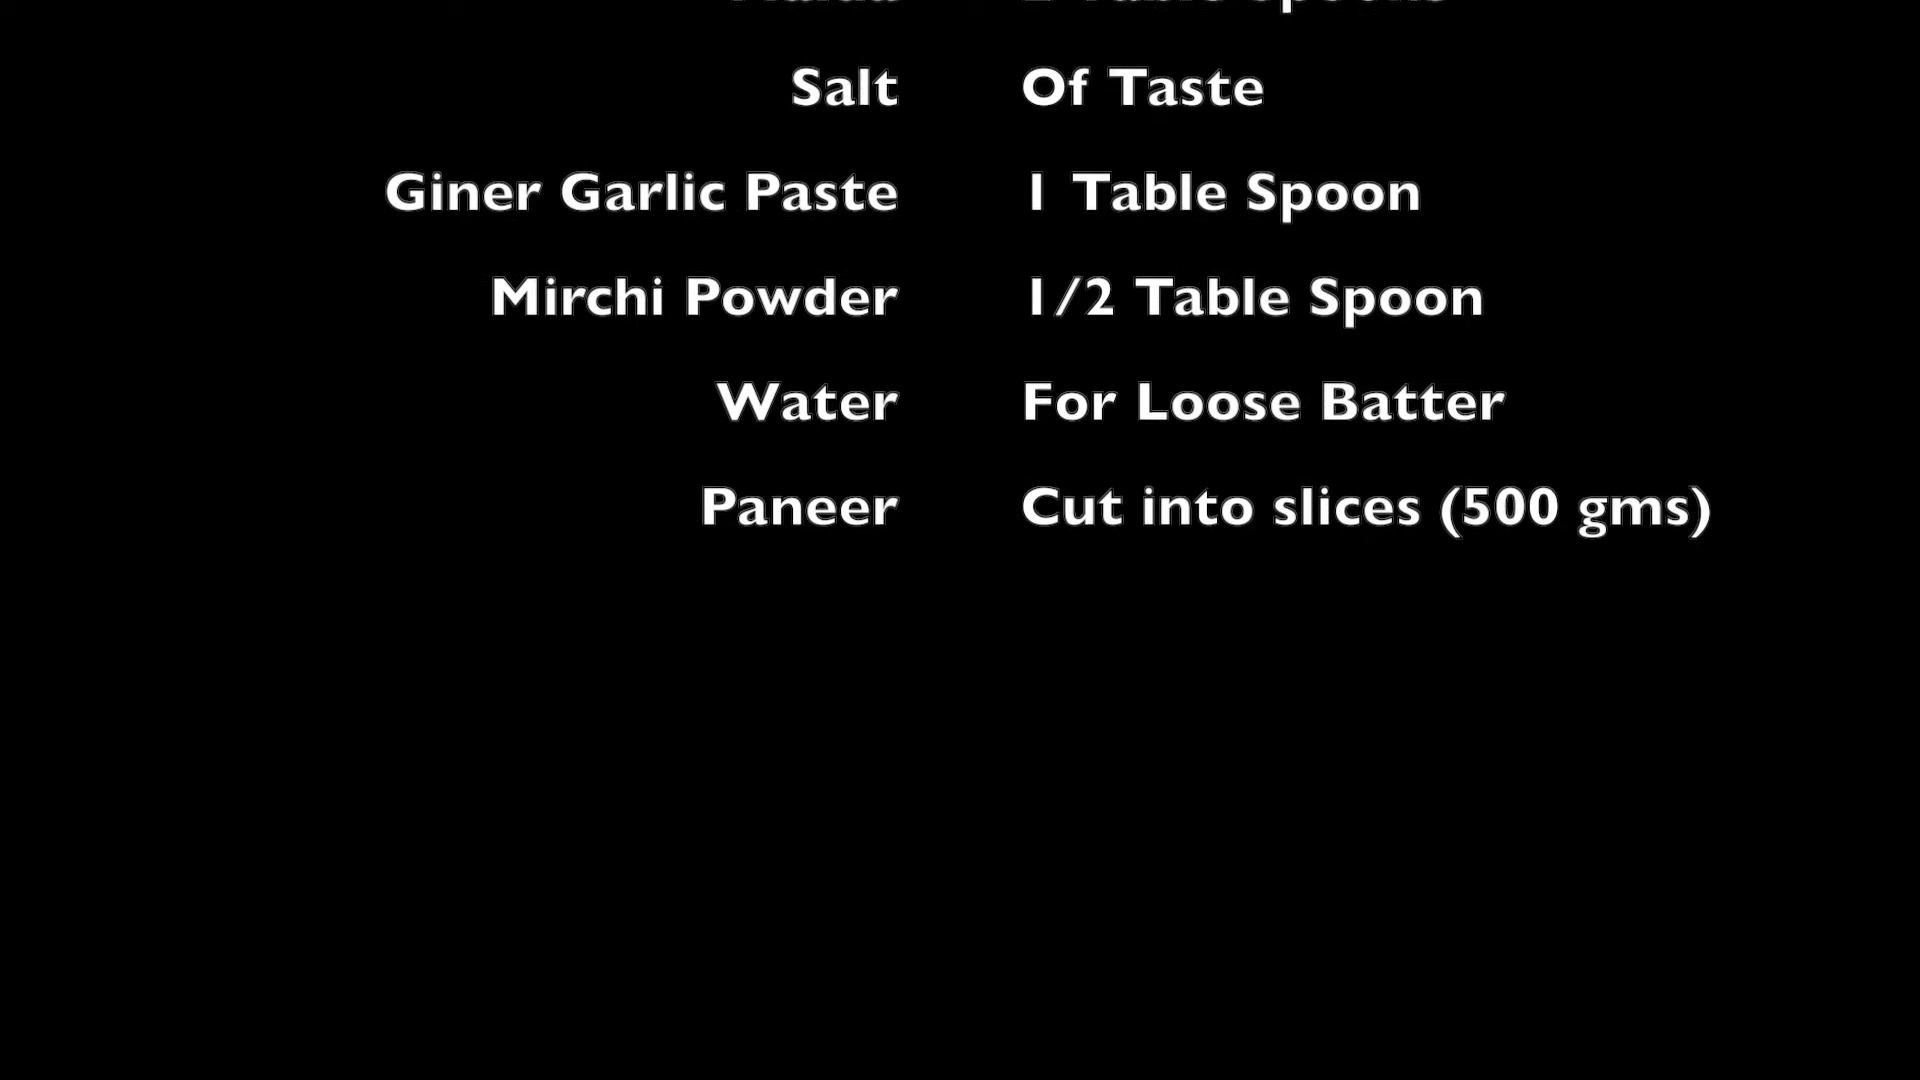 Salt Of Taste
Giner Garlic Paste 1 Table Spoon
Mirchi Powder 1/2 Table Spoon
Water For Loose Batter
Paneer Cut into slices (500 gms)